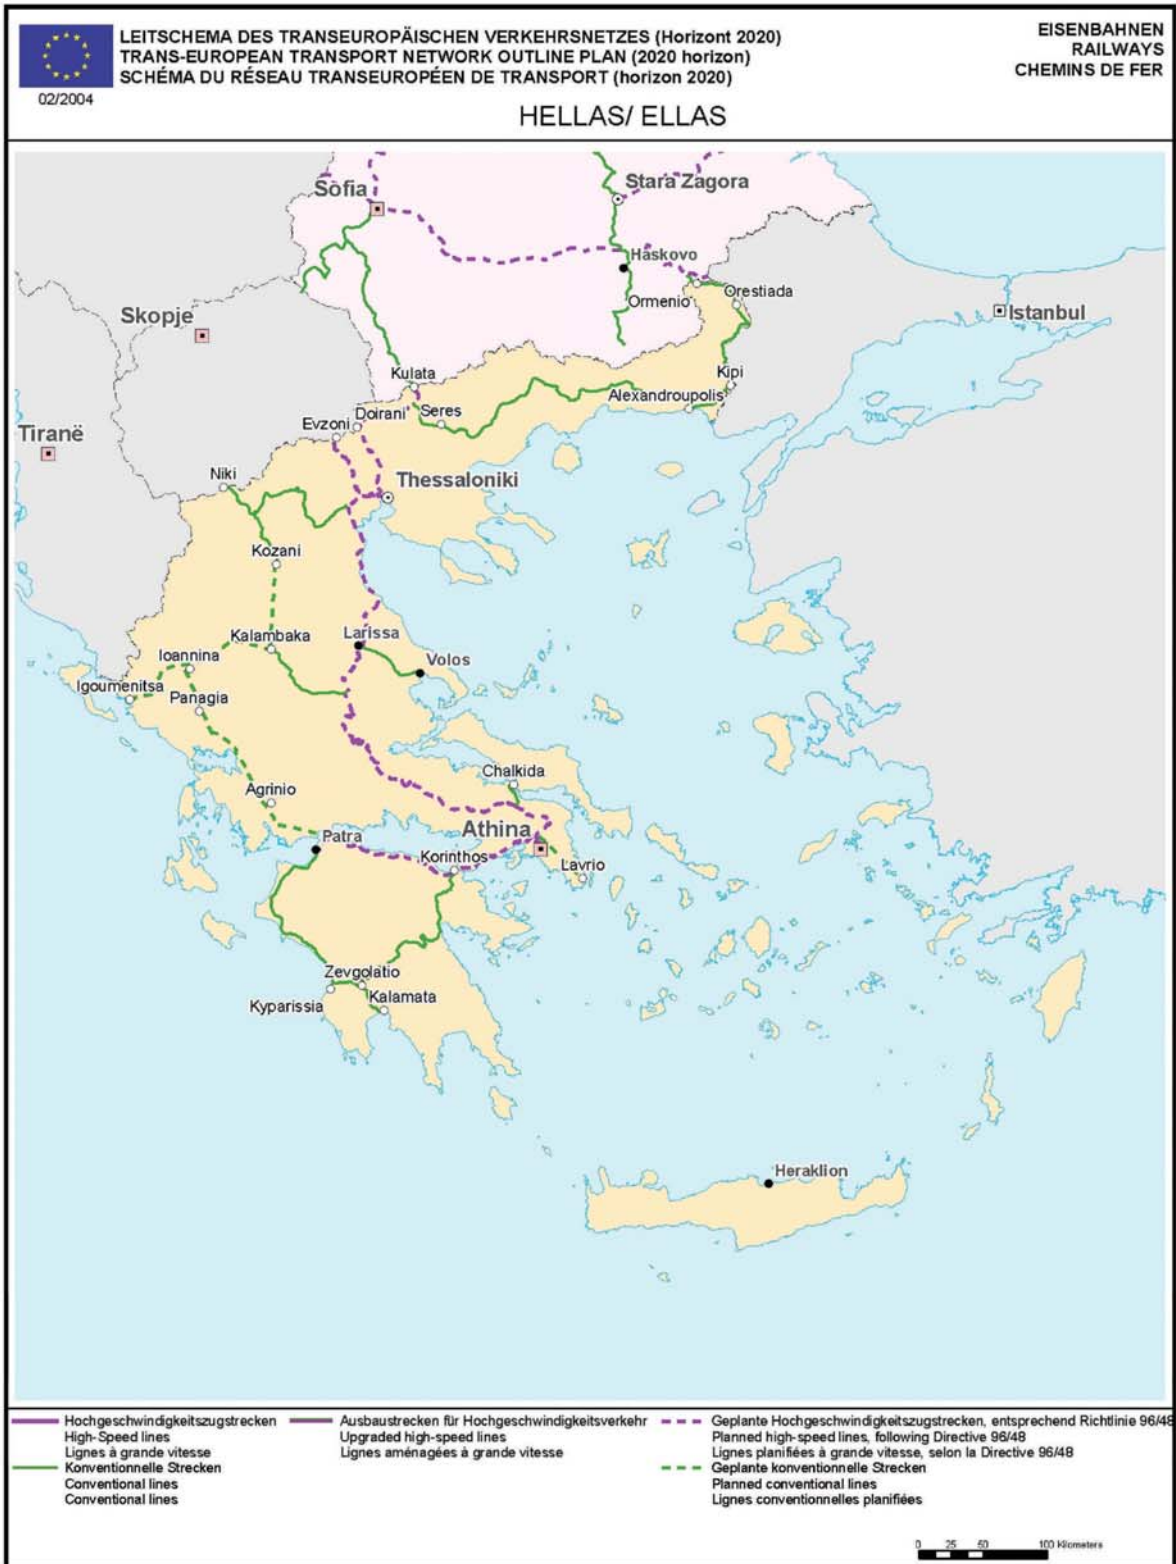 LEITSCHEMA DES TRANSEUROPÄISCHEN VERKEHRSNETZES (Horizont 2020)
TRANS-EUROPEAN TRANSPORT NETWORK OUTLINE PLAN (2020 horizon)
SCHÉMA DU RÉSEAU TRANSEUROPÉEN DE TRANSPORT (horizon 2020)
02/2004
EISENBAHNEN
RAILWAYS
CHEMINS DE FER
HELLAS/ ELLAS
Sofia
Stara Zagora
Haskovo
Ormenio
Orestiada
Skopje
Istanbul
Kulata
Kipi
Alexandroupolis
Doirani
Seres
Evzoni
Tiranë
Niki
Thessaloniki
Kozani
Kalambaka
Larissa
Ioannina
Volos
Igoumenitsa
Panagia
Chalkida
Agrinio
Athina
Patra
Korinthos
Lavrio
Zevgolatio
Kyparissia
Kalamata
Heraklion
Hochgeschwindigkeitszugstrecken
High-Speed lines
Lignes à grande vitesse
Konventionnelle Strecken
Conventional lines
Conventional lines
Ausbaustrecken für Hochgeschwindigkeitsverkehr
Upgraded high-speed lines
Lignes aménagées à grande vitesse
Geplante Hochgeschwindigkeitszugstrecken, entsprechend Richtlinie 96/48
Planned high-speed lines, following Directive 96/48
Lignes planifiées à grande vitesse, selon la Directive 96/48
Geplante konventionelle Strecken
Planned conventional lines
Lignes conventionnelles planifiées
0 25 50 100 Kilometers